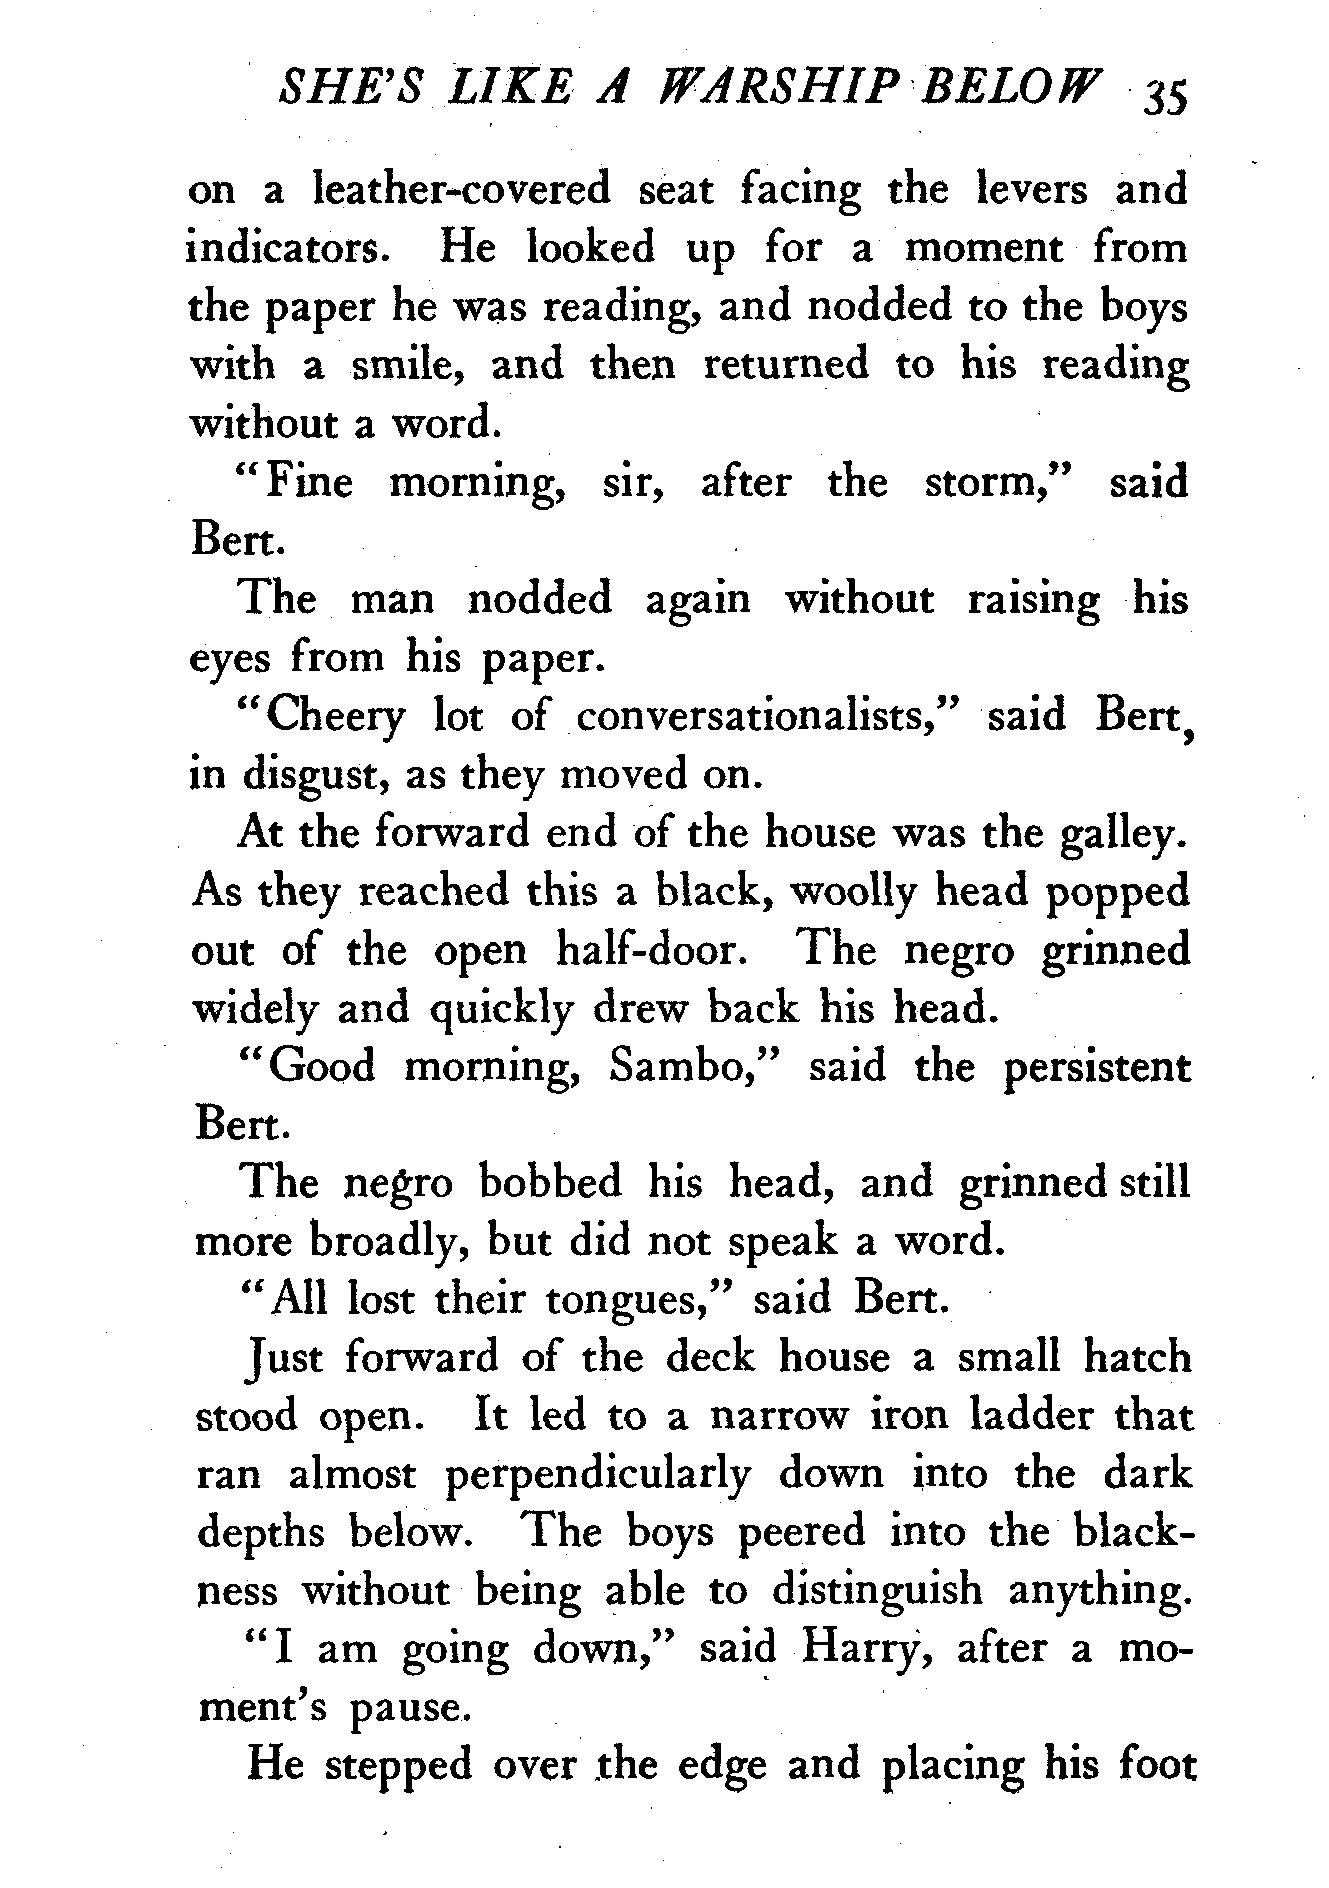 SHE'S LIKE A WARSHIP BELOW 35
on a leather-covered seat facing the levers and
indicators. He looked up for a moment from
the paper he was reading, and nodded to the boys
with a smile, and then returned to his reading
without a word.
"Fine morning, sir, after the storm," said
Bert.
The man nodded again without raising his
eyes from his paper.
"Cheery lot of conversationalists," said Bert,
in disgust, as they moved on.
At the forward end of the house was the galley.
As they reached this a black, woolly head popped
out of the open half-door. The negro grinned
widely and quickly drew back his head.
"Good morning, Sambo," said the persistent
Bert.
The negro bobbed his head, and grinned still
more broadly, but did not speak a word.
"All lost their tongues," said Bert.
Just forward of the deck house a small hatch
stood open. It led to a narrow iron ladder that
ran almost perpendicularly down into the dark
depths below. The boys peered into the black-
ness without being able to distinguish anything.
"I am going down," said Harry, after a mo-
ment's pause.
He stepped over the edge and placing his foot